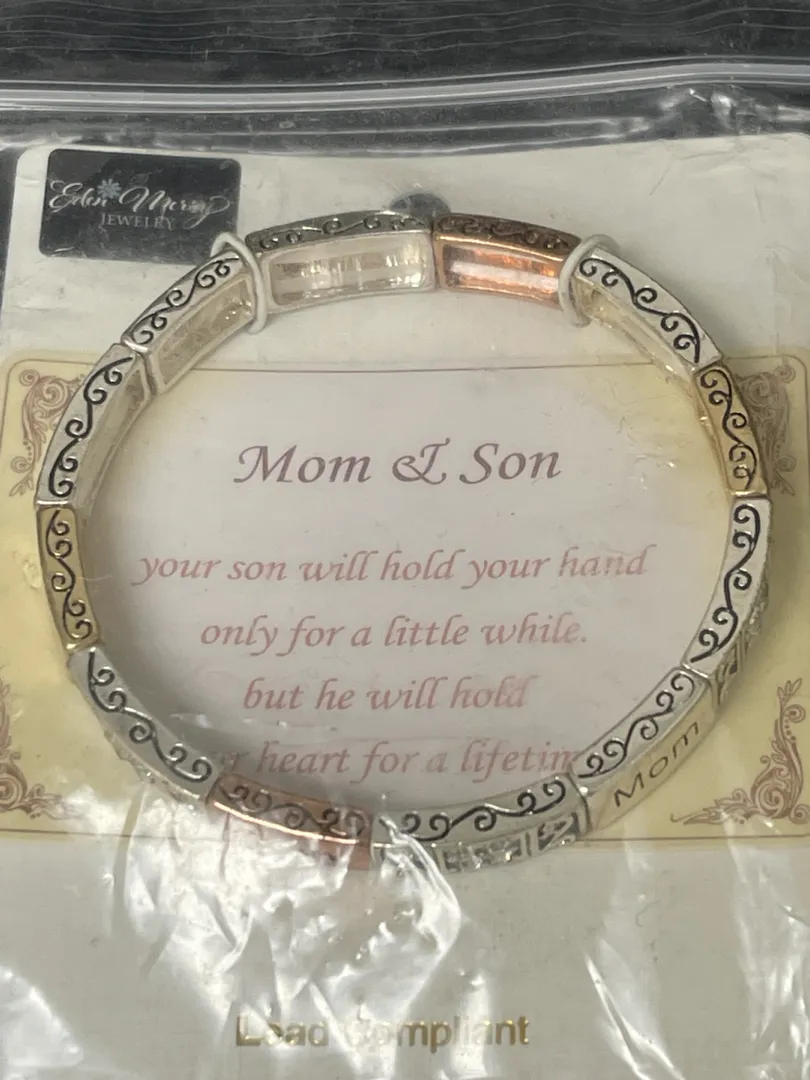 Eden Merry
JEWELRY
Mom & Son
your son will hold your hand
only for a little while.
but he will hold
heart for a lifetim
Mom
Lead Compliant